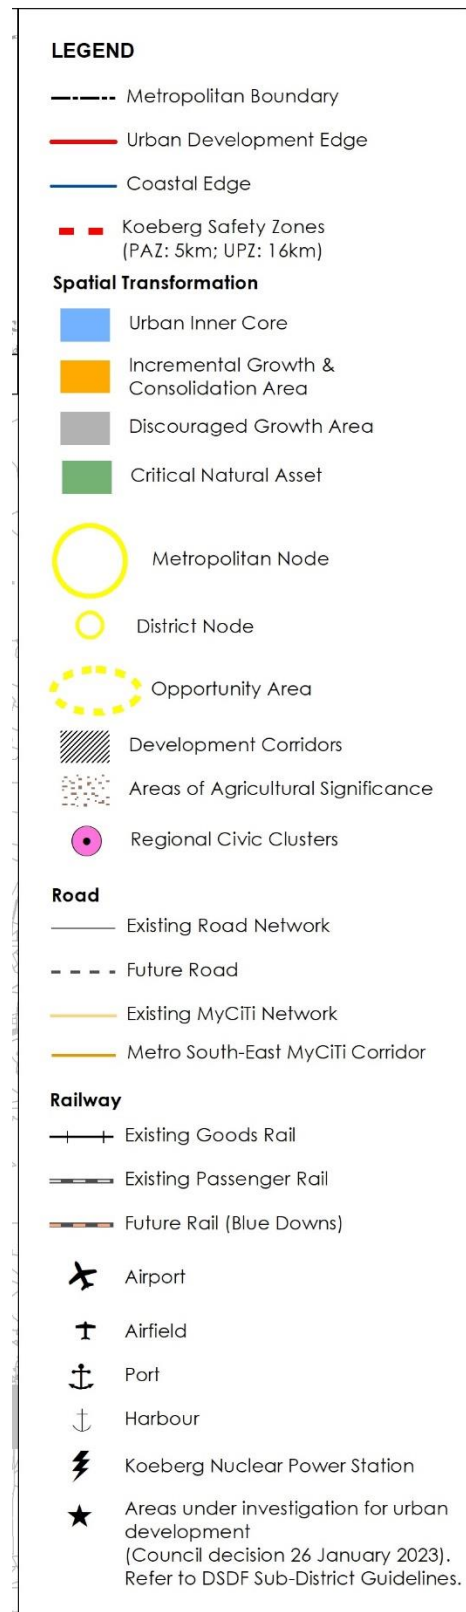 LEGEND
Metropolitan Boundary
Urban Development Edge
Coastal Edge
Koeberg Safety Zones
(PAZ: 5km; UPZ: 16km)
Spatial Transformation
Urban Inner Core
Incremental Growth &
Consolidation Area
Discouraged Growth Area
Critical Natural Asset
Metropolitan Node
District Node
Opportunity Area
Development Corridors
Areas of Agricultural Significance
Regional Civic Clusters
Road
Existing Road Network
Future Road
Existing MyCiTi Network
Metro South-East MyCiTi Corridor
Railway
Existing Goods Rail
Existing Passenger Rail
Future Rail (Blue Downs)
Airport
Airfield
Port
Harbour
Koeberg Nuclear Power Station
Areas under investigation for urban
development
(Council decision 26 January 2023).
Refer to DSDF Sub-District Guidelines.